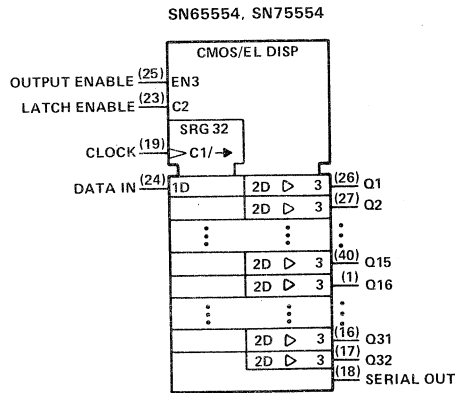 SN65554, SN75554
CMOS/EL DISP
OUTPUT ENABLE (25) EN3
LATCH ENABLE (23) C2
SRG 32
CLOCK (19) C1/→
DATA IN (24) 1D 2D ▷ 3 (26) Q1
2D ▷ 3 (27) Q2
2D ▷ 3 (40) Q15
2D ▷ 3 (1) Q16
2D ▷ 3 (16) Q31
2D ▷ 3 (17) Q32
(18) SERIAL OUT